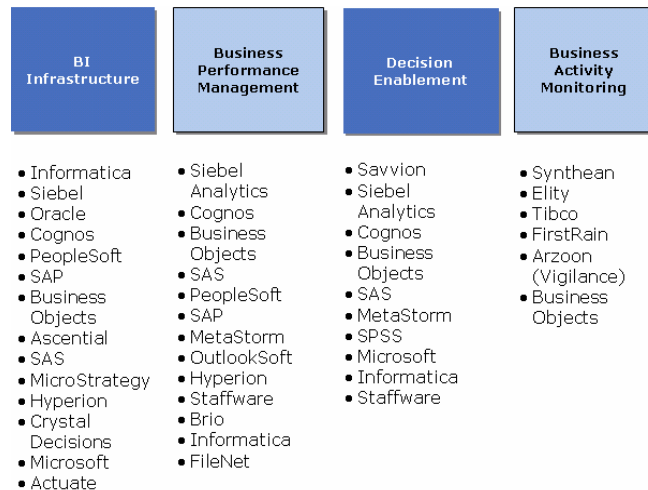 BI
Infrastructure
• Informatica
• Siebel
• Oracle
• Cognos
• PeopleSoft
• SAP
• Business
Objects
• Ascential
• SAS
• MicroStrategy
• Hyperion
• Crystal
Decisions
• Microsoft
• Actuate
Business
Performance
Management
• Siebel
Analytics
• Cognos
• Business
Objects
• SAS
• PeopleSoft
• SAP
• MetaStorm
• OutlookSoft
• Hyperion
• Staffware
• Brio
• Informatica
• FileNet
Decision
Enablement
• Savvion
• Siebel
Analytics
• Cognos
• Business
Objects
• SAS
• MetaStorm
• SPSS
• Microsoft
• Informatica
• Staffware
Business
Activity
Monitoring
• Synthean
• Elity
• Tibco
• FirstRain
• Arzoon
(Vigilance)
• Business
Objects